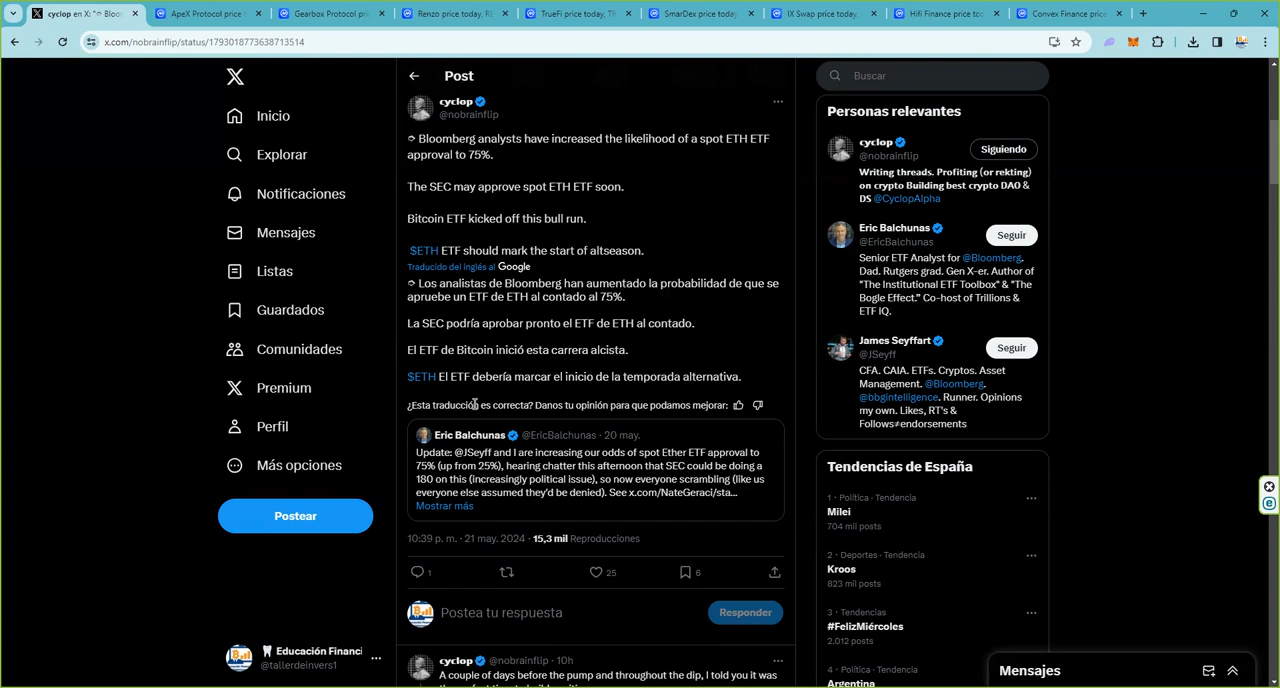 cyclop en X: "
ApeX Protocol price
Gearbox Protocol pri
Renzo price today, RE
TrueFi price today, TR
SmarDex price today,
IX Swap price today,
Hifi Finance price too
Convex Finance price
x.com/nobrainflip/status/1793018773638713514
Inicio
Explorar
Notificaciones
Mensajes
Listas
Guardados
Comunidades
Premium
Perfil
Más opciones
Postear
Educación Financi
@tallerdeinvers1
Post
cyclop
@nobrainflip
Bloomberg analysts have increased the likelihood of a spot ETH ETF
approval to 75%.
The SEC may approve spot ETH ETF soon.
Bitcoin ETF kicked off this bull run.
$ETH ETF should mark the start of altseason.
Traducido del inglés al Google
Los analistas de Bloomberg han aumentado la probabilidad de que se
apruebe un ETF de ETH al contado al 75%.
La SEC podría aprobar pronto el ETF de ETH al contado.
El ETF de Bitcoin inició esta carrera alcista.
$ETH El ETF debería marcar el inicio de la temporada alternativa.
¿Esta traducción es correcta? Danos tu opinión para que podamos mejorar:
Eric Balchunas @EricBalchunas · 20 may.
Update: @JSeyff and I are increasing our odds of spot Ether ETF approval to
75% (up from 25%), hearing chatter this afternoon that SEC could be doing a
180 on this (increasingly political issue), so now everyone scrambling (like us
everyone else assumed they'd be denied). See x.com/NateGeraci/sta...
Mostrar más
10:39 p. m. · 21 may. 2024 · 15,3 mil Reproducciones
1
25
6
Postea tu respuesta
Responder
cyclop @nobrainflip · 10h
A couple of days before the pump and throughout the dip, I told you it was
Buscar
Personas relevantes
cyclop
@nobrainflip
Siguiendo
Writing threads. Profiting (or rekting)
on crypto Building best crypto DAO &
DS @CyclopAlpha
Eric Balchunas
@EricBalchunas
Seguir
Senior ETF Analyst for @Bloomberg.
Dad. Rutgers grad. Gen X-er. Author of
"The Institutional ETF Toolbox" & "The
Bogle Effect." Co-host of Trillions &
ETF IQ.
James Seyffart
@JSeyff
Seguir
CFA. CAIA. ETFs. Cryptos. Asset
Management. @Bloomberg.
@bbgintelligence. Runner. Opinions
my own. Likes, RT's &
Follows≠endorsements
Tendencias de España
1 · Política · Tendencia
Milei
704 mil posts
2 · Deportes · Tendencia
Kroos
823 mil posts
3 · Tendencias
#FelizMiércoles
2.012 posts
4 · Política · Tendencia
Argentina
Mensajes